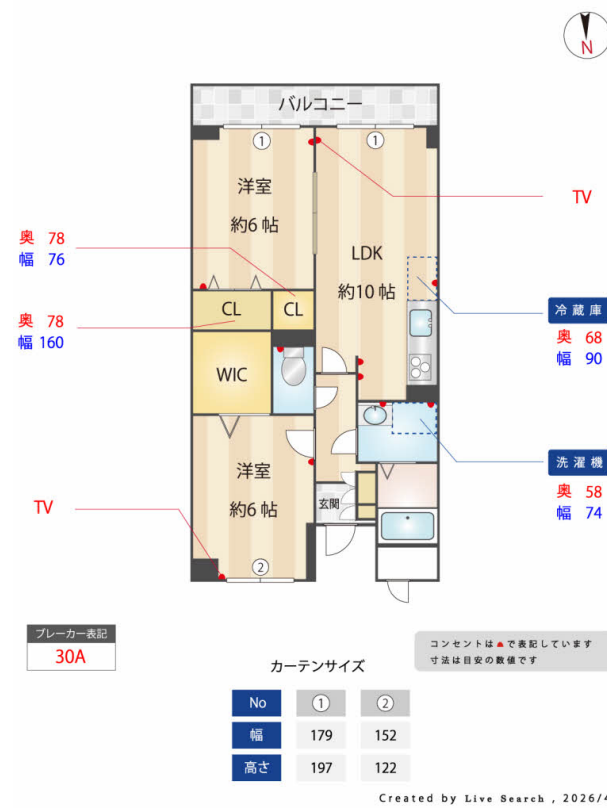 N
バルコニー
①
①
洋室
約6 帖
TV
LDK
約10 帖
奥 78
幅 76
CL
CL
奥 78
幅 160
冷蔵庫
奥 68
幅 90
WIC
洋室
約6 帖
洗濯機
奥 58
幅 74
TV
玄関
②
ブレーカー表記
30A
コンセントは で表記しています
寸法は目安の数値です
カーテンサイズ
No ① ②
幅 179 152
高さ 197 122
Created by Live Search , 2026/4